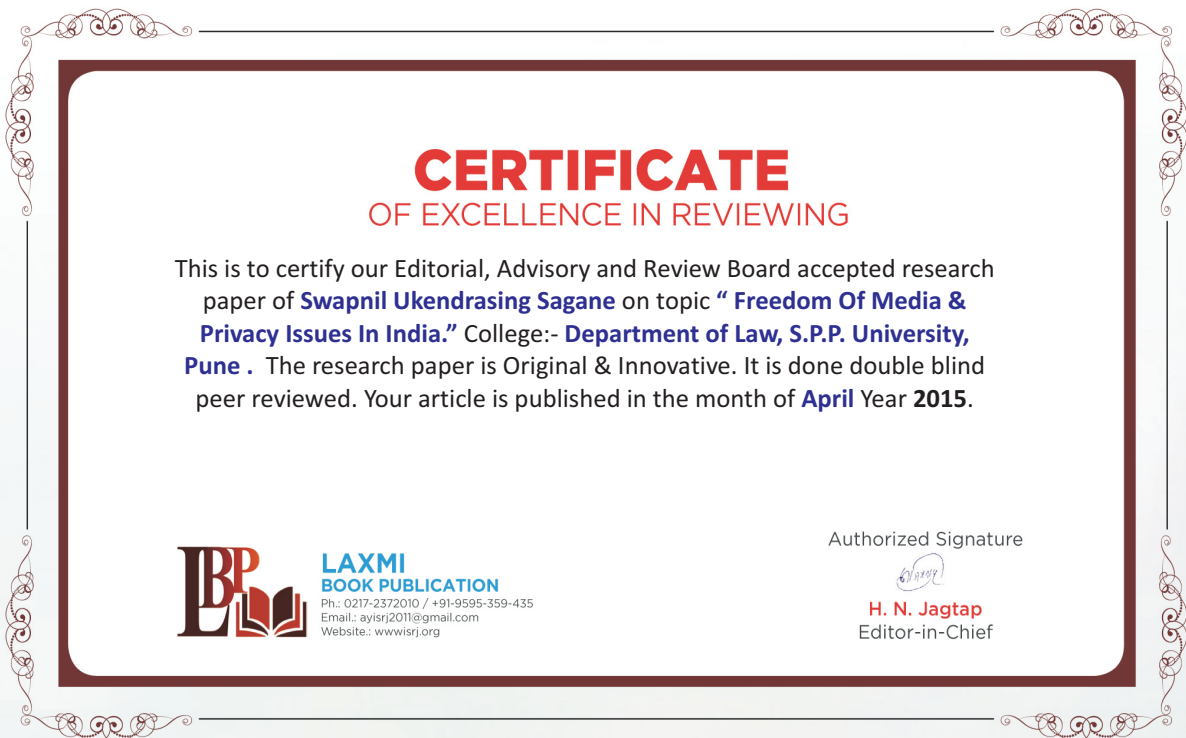 CERTIFICATE
OF EXCELLENCE IN REVIEWING
This is to certify our Editorial, Advisory and Review Board accepted research
paper of Swapnil Ukendrasing Sagane on topic “ Freedom Of Media &
Privacy Issues In India.” College:- Department of Law, S.P.P. University,
Pune . The research paper is Original & Innovative. It is done double blind
peer reviewed. Your article is published in the month of April Year 2015.
LBP
LAXMI
BOOK PUBLICATION
Ph.: 0217-2372010 / +91-9595-359-435
Email.: ayisrj2011@gmail.com
Website.: wwwisrj.org
Authorized Signature
H. N. Jagtap
Editor-in-Chief